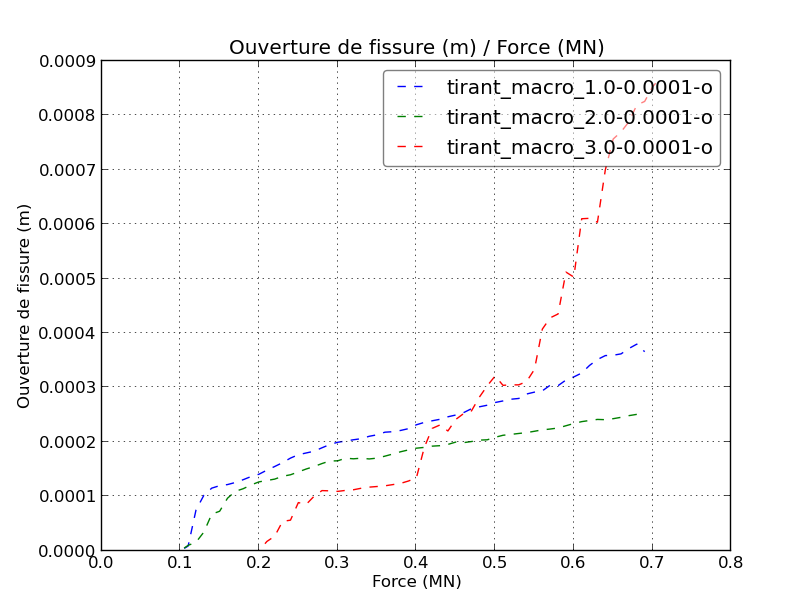 Ouverture de fissure (m) / Force (MN)
tirant_macro_1.0-0.0001-o
tirant_macro_2.0-0.0001-o
tirant_macro_3.0-0.0001-o
Ouverture de fissure (m)
0.0009
0.0008
0.0007
0.0006
0.0005
0.0004
0.0003
0.0002
0.0001
0.0000
0.0 0.1 0.2 0.3 0.4 0.5 0.6 0.7 0.8
Force (MN)